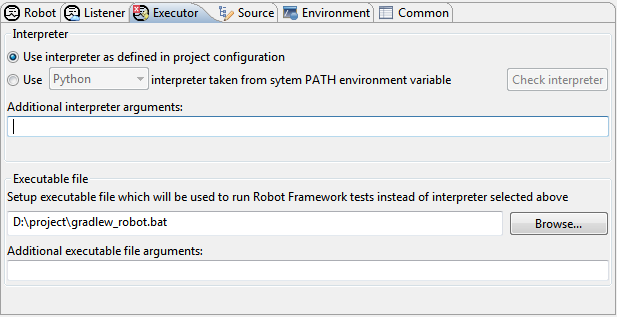 Robot Listener Executor Source Environment Common
Interpreter
Use interpreter as defined in project configuration
Use Python interpreter taken from sytem PATH environment variable Check interpreter
Additional interpreter arguments:
Executable file
Setup executable file which will be used to run Robot Framework tests instead of interpreter selected above
D:\project\gradlew_robot.bat Browse...
Additional executable file arguments: